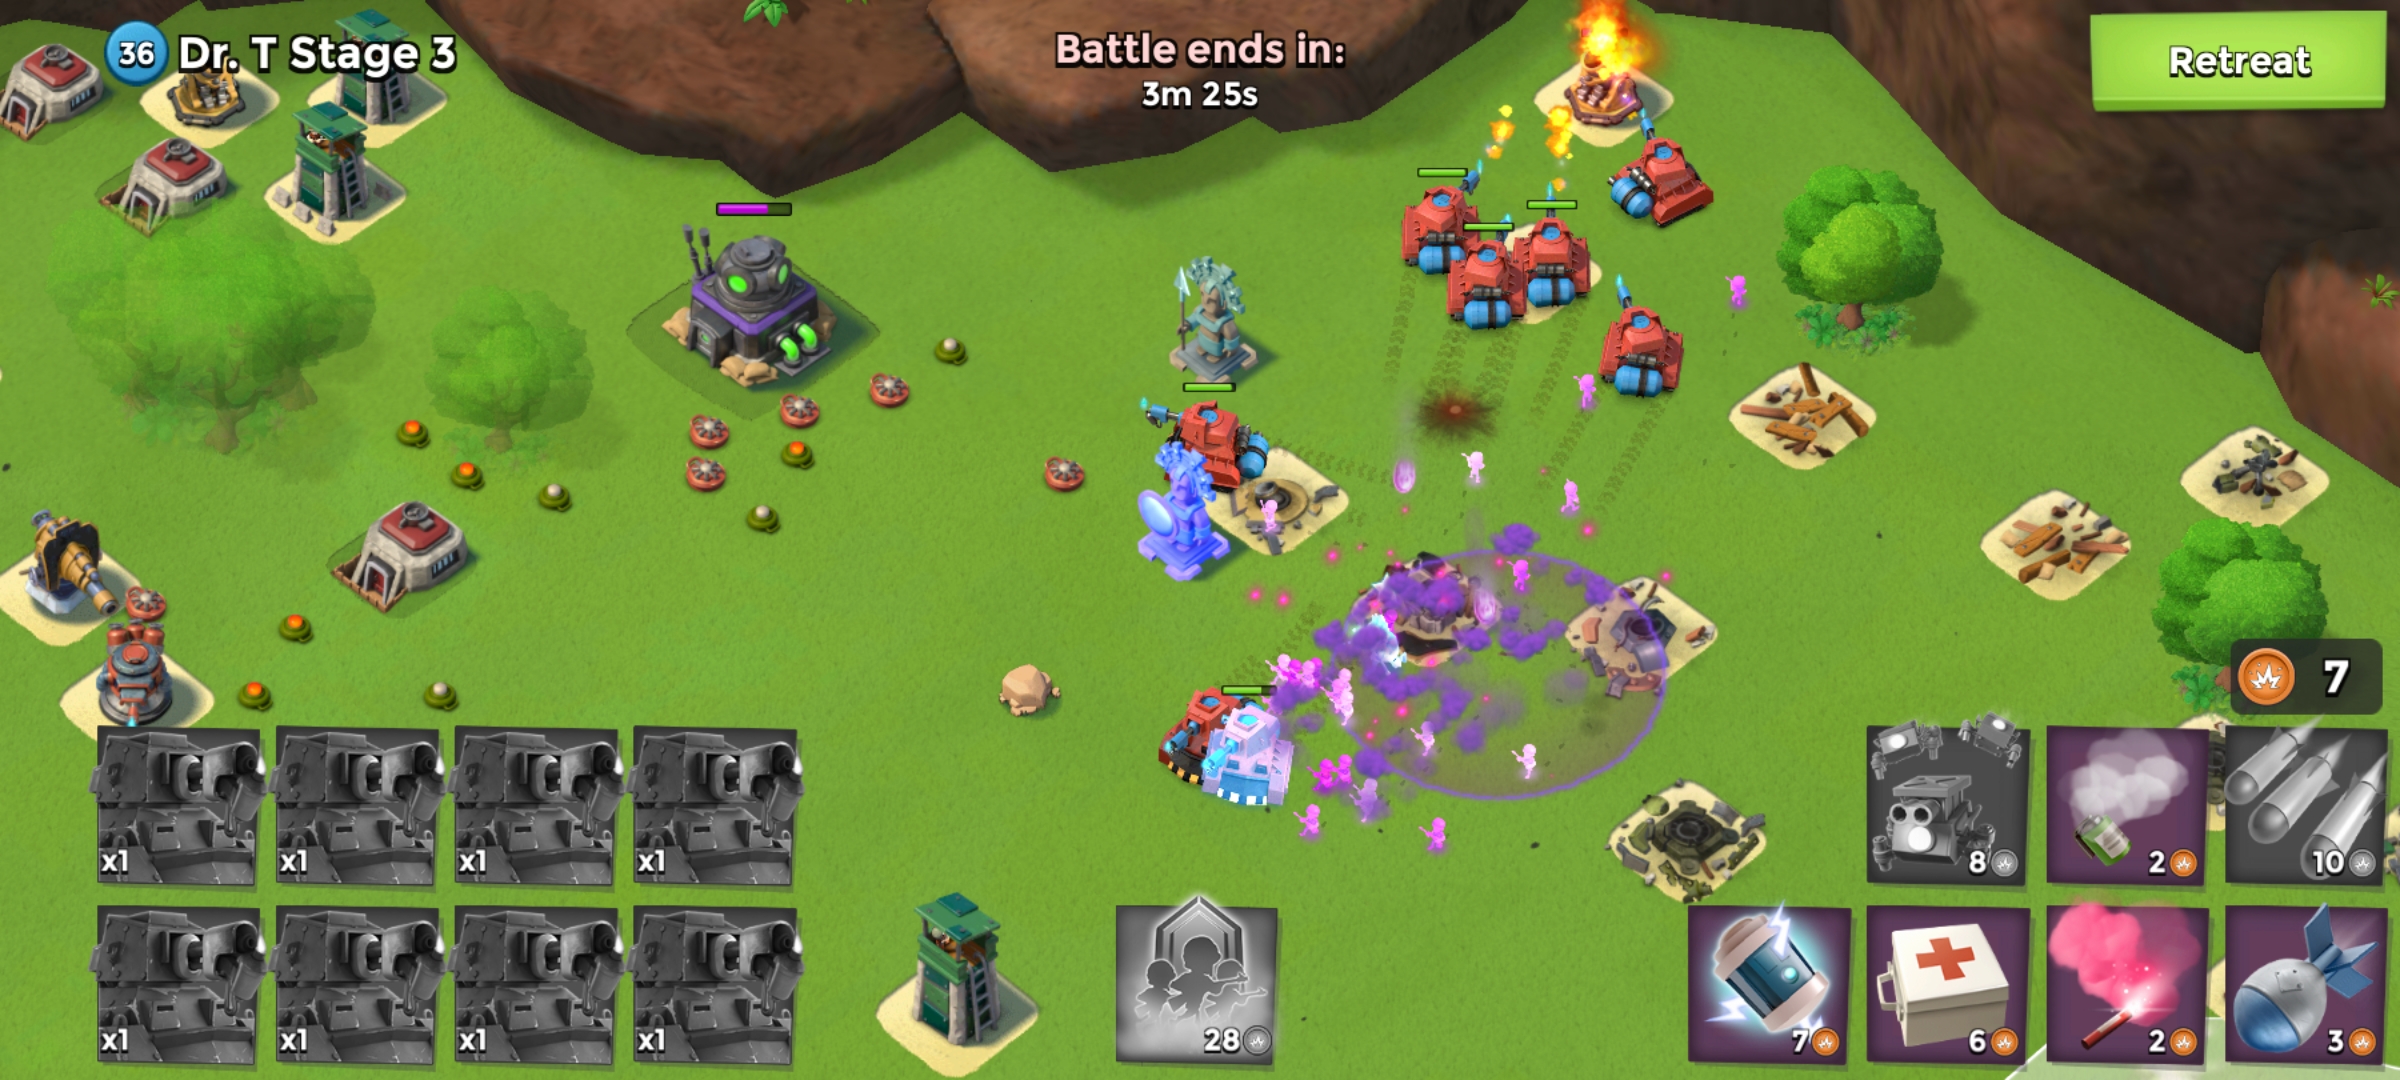 36 Dr. T Stage 3
Battle ends in:
3m 25s
Retreat
7
x1 x1 x1 x1
8 2 10
x1 x1 x1 x1
28
7 6 2 3